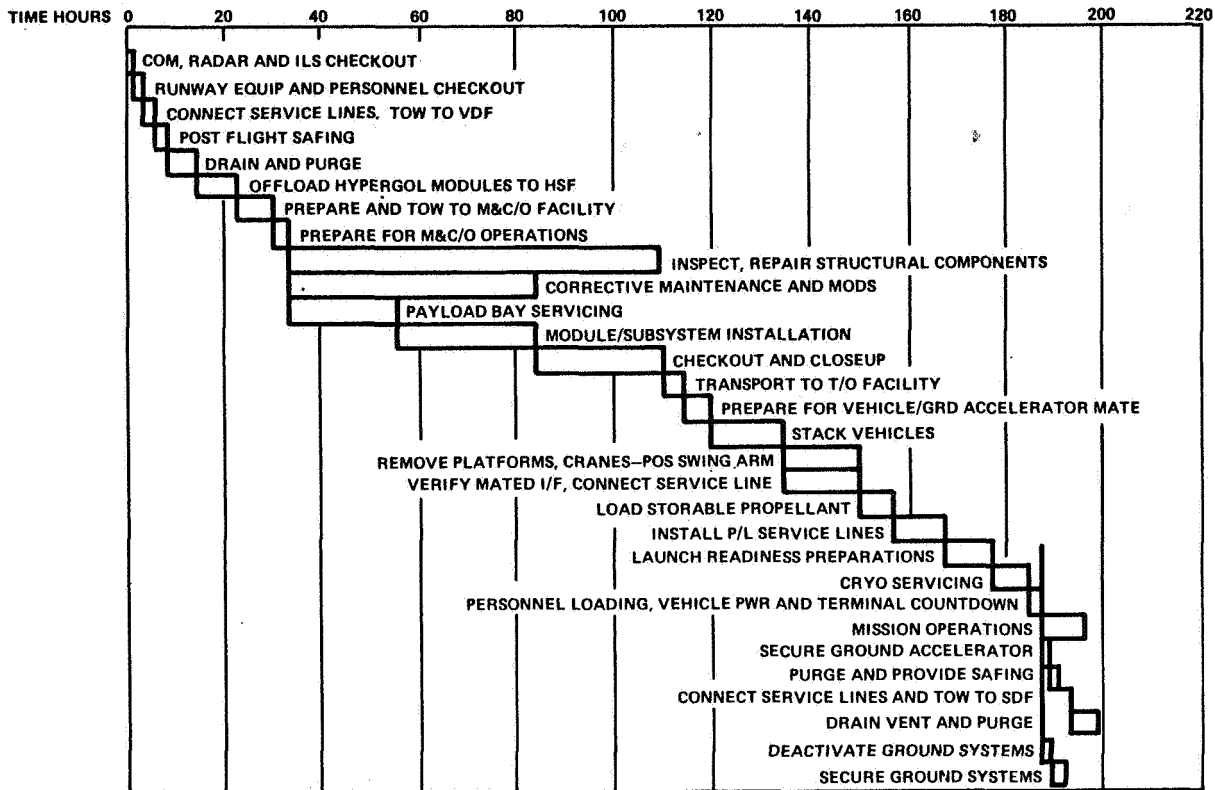 TIME HOURS 0 20 40 60 80 100 120 140 160 180 200 220
COM, RADAR AND ILS CHECKOUT
RUNWAY EQUIP AND PERSONNEL CHECKOUT
CONNECT SERVICE LINES, TOW TO VDF
POST FLIGHT SAFING
DRAIN AND PURGE
OFFLOAD HYPERGOL MODULES TO HSF
PREPARE AND TOW TO M&C/O FACILITY
PREPARE FOR M&C/O OPERATIONS
INSPECT, REPAIR STRUCTURAL COMPONENTS
CORRECTIVE MAINTENANCE AND MODS
PAYLOAD BAY SERVICING
MODULE/SUBSYSTEM INSTALLATION
CHECKOUT AND CLOSEUP
TRANSPORT TO T/O FACILITY
PREPARE FOR VEHICLE/GRD ACCELERATOR MATE
STACK VEHICLES
REMOVE PLATFORMS, CRANES–POS SWING ARM
VERIFY MATED I/F, CONNECT SERVICE LINE
LOAD STORABLE PROPELLANT
INSTALL P/L SERVICE LINES
LAUNCH READINESS PREPARATIONS
CRYO SERVICING
PERSONNEL LOADING, VEHICLE PWR AND TERMINAL COUNTDOWN
MISSION OPERATIONS
SECURE GROUND ACCELERATOR
PURGE AND PROVIDE SAFING
CONNECT SERVICE LINES AND TOW TO SDF
DRAIN VENT AND PURGE
DEACTIVATE GROUND SYSTEMS
SECURE GROUND SYSTEMS